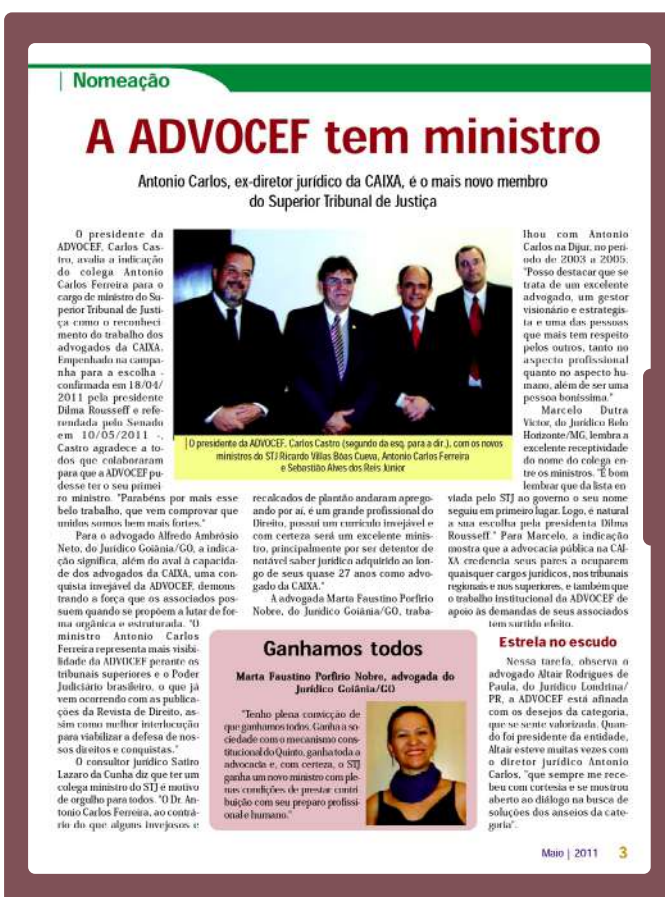 Nomeação
A ADVOCEF tem ministro
Antonio Carlos, ex-diretor jurídico da CAIXA, é o mais novo membro
do Superior Tribunal de Justiça
O presidente da
ADVOCEF, Carlos Cas-
tro, avalia a indicação
do colega Antonio
Carlos Ferreira para o
cargo de ministro do Su-
perior Tribunal de Justi-
ça como o reconheci-
mento do trabalho dos
advogados da CAIXA.
Empenhado na campa-
nha para a escolha -
confirmada em 18/04/
2011 pela presidente
Dilma Rousseff e refe-
rendada pelo Senado
em 10/05/2011 -,
Castro agradece a to-
dos que colaboraram
para que a ADVOCEF pu-
desse ter o seu primei
ro ministro. "Parabéns por mais esse
belo trabalho, que vem comprovar que
unidos somos bem mais fortes."
Para o advogado Alfredo Ambrósio
Neto, do Jurídico Goiânia/GO, a indica-
ção significa, além do aval à capacida-
de dos advogados da CAIXA, uma con-
quista invejável da ADVOCEF, demons
trando a força que os associados pos-
suem quando se propõem a lutar de for-
ma orgânica e estruturada. "O
ministro Antonio Carlos
Ferreira representa mais visibi-
lidade da ADVOCEF perante os
tribunais superiores e o Poder
Judiciário brasileiro, o que já
vem ocorrendo com as publica-
ções da Revista de Direito, as-
sim como melhor interlocução
para viabilizar a defesa de nos-
sos direitos e conquistas."
O consultor jurídico Satiro
Lazaro da Cunha diz que ter um
colega ministro do STJ é motivo
de orgulho para todos. "O Dr. An-
tonio Carlos Ferreira, ao contrá-
rio do que alguns invejosos e
O presidente da ADVOCEF, Carlos Castro (segundo da esq. para a dir.), com os novos
ministros do STJ Ricardo Villas Bôas Cueva, Antonio Carlos Ferreira
e Sebastião Alves dos Reis Júnior
recalcados de plantão andaram aprego-
ando por aí, é um grande profissional do
Direito, possui um currículo invejável e
com certeza será um excelente minis-
tro, principalmente por ser detentor de
notável saber jurídico adquirido ao lon-
go de seus quase 27 anos como advo-
gado da CAIXA."
A advogada Marta Faustino Porfirio
Nobre, do Jurídico Goiânia/GO, traba-
lhou com Antonio
Carlos na Dijur, no perí-
odo de 2003 a 2005.
"Posso destacar que se
trata de um excelente
advogado, um gestor
visionário e estrategis-
ta e uma das pessoas
que mais tem respeito
pelos outros, tanto no
aspecto profissional
quanto no aspecto hu-
mano, além de ser uma
pessoa boníssima."
Marcelo Dutra
Victor, do Jurídico Belo
Horizonte/MG, lembra a
excelente receptividade
do nome do colega en-
tre os ministros. "É bom
lembrar que da lista en
viada pelo STJ ao governo o seu nome
seguiu em primeiro lugar. Logo, é natural
a sua escolha pela presidenta Dilma
Rousseff." Para Marcelo, a indicação
mostra que a advocacia pública na CAI-
XA credencia seus pares a ocuparem
quaisquer cargos jurídicos, nos tribunais
regionais e nos superiores, e também que
o trabalho institucional da ADVOCEF de
apoio às demandas de seus associados
tem surtido efeito.
Estrela no escudo
Nessa tarefa, observa o
advogado Altair Rodrigues de
Paula, do Jurídico Londrina/
PR, a ADVOCEF está afinada
com os desejos da categoria,
que se sente valorizada. Quan-
do foi presidente da entidade,
Altair esteve muitas vezes com
o diretor jurídico Antonio
Carlos, "que sempre me rece-
beu com cortesia e se mostrou
aberto ao diálogo na busca de
soluções dos anseios da cate-
goria".
Ganhamos todos
Marta Faustino Porfirio Nobre, advogada do
Jurídico Goiânia/GO
"Tenho plena convicção de
que ganhamos todos. Ganha a so-
ciedade com o mecanismo cons-
titucional do Quinto, ganha toda a
advocacia e, com certeza, o STJ
ganha um novo ministro com ple-
nas condições de prestar contri
buição com seu preparo profissi-
onal e humano."
Maio | 2011 3